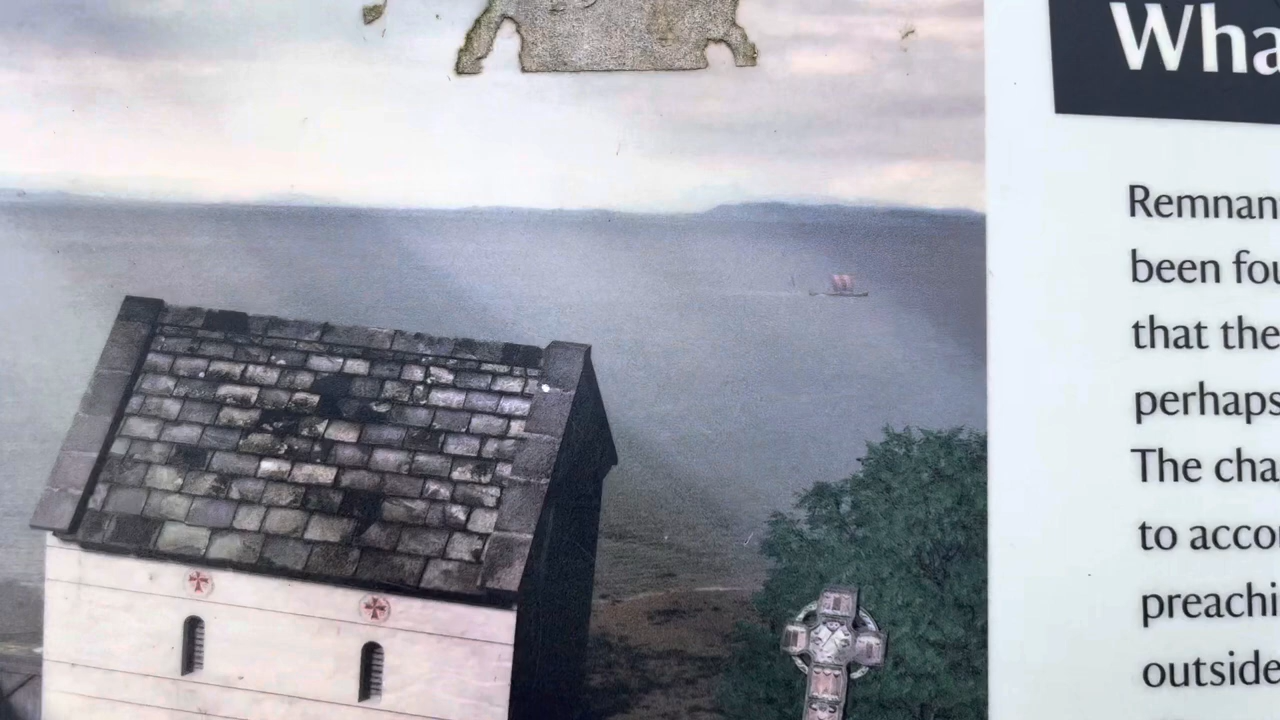 Wha
Remnan
been fou
that the
perhaps
The cha
to acco
preachi
outside